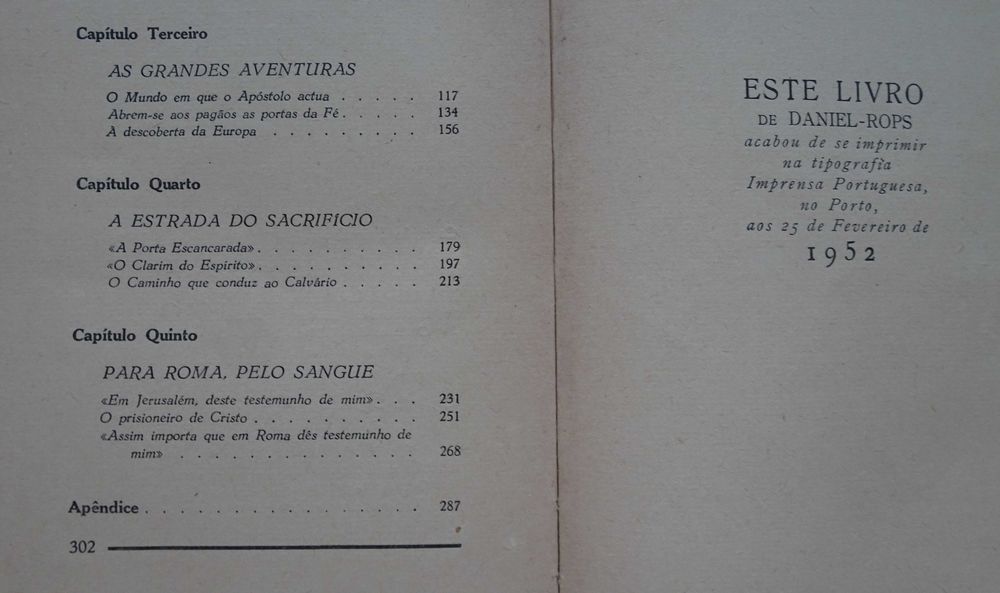 Capítulo Terceiro
AS GRANDES AVENTURAS
O Mundo em que o Apóstolo actua . . . . . 117
Abrem-se aos pagãos as portas da Fé . . . . . 134
A descoberta da Europa . . . . . . . . . 156
Capítulo Quarto
A ESTRADA DO SACRIFÍCIO
«A Porta Escancarada» . . . . . . . . . . 179
«O Clarim do Espírito» . . . . . . . . . . 197
O Caminho que conduz ao Calvário . . . . . 213
Capítulo Quinto
PARA ROMA, PELO SANGUE
«Em Jerusalém, deste testemunho de mim» . . . 231
O prisioneiro de Cristo . . . . . . . . . . 251
«Assim importa que em Roma dês testemunho de
mim» . . . . . . . . . . . . . . 268
Apêndice . . . . . . . . . . . . . . . . 287
302
ESTE LIVRO
DE DANIEL-ROPS
acabou de se imprimir
na tipografia
Imprensa Portuguesa,
no Porto,
aos 25 de Fevereiro de
1952